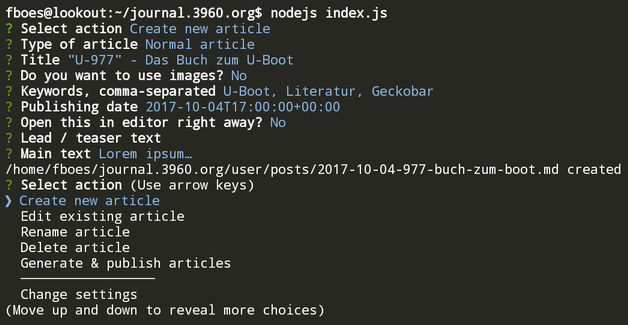 fboes@lookout:~/journal.3960.org$ nodejs index.js
? Select action Create new article
? Type of article Normal article
? Title "U-977" - Das Buch zum U-Boot
? Do you want to use images? No
? Keywords, comma-separated U-Boot, Literatur, Geckobar
? Publishing date 2017-10-04T17:00:00+00:00
? Open this in editor right away? No
? Lead / teaser text
? Main text Lorem ipsum…
/home/fboes/journal.3960.org/user/posts/2017-10-04-977-buch-zum-boot.md created
? Select action (Use arrow keys)
❯ Create new article
  Edit existing article
  Rename article
  Delete article
  Generate & publish articles
  ──────────────
  Change settings
(Move up and down to reveal more choices)